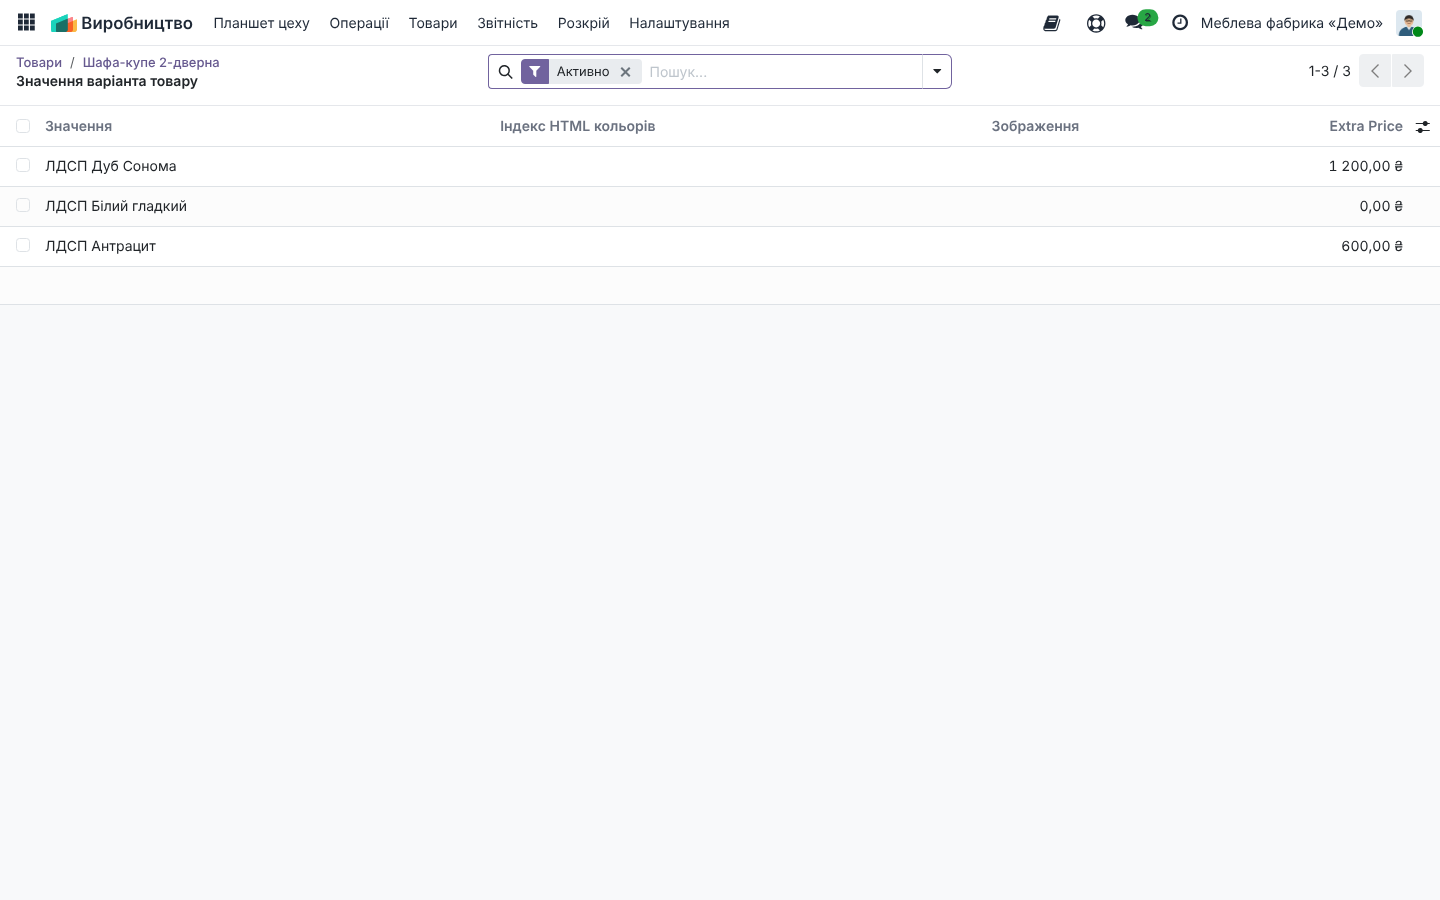 Виробництво Планшет цеху Операції Товари Звітність Розкрій Налаштування 2 Меблева фабрика «Демо»
Товари / Шафа-купе 2-дверна
Значення варіанта товару
Активно Пошук...
1-3 / 3
Значення Індекс HTML кольорів Зображення Extra Price
ЛДСП Дуб Сонома 1 200,00 ₴
ЛДСП Білий гладкий 0,00 ₴
ЛДСП Антрацит 600,00 ₴